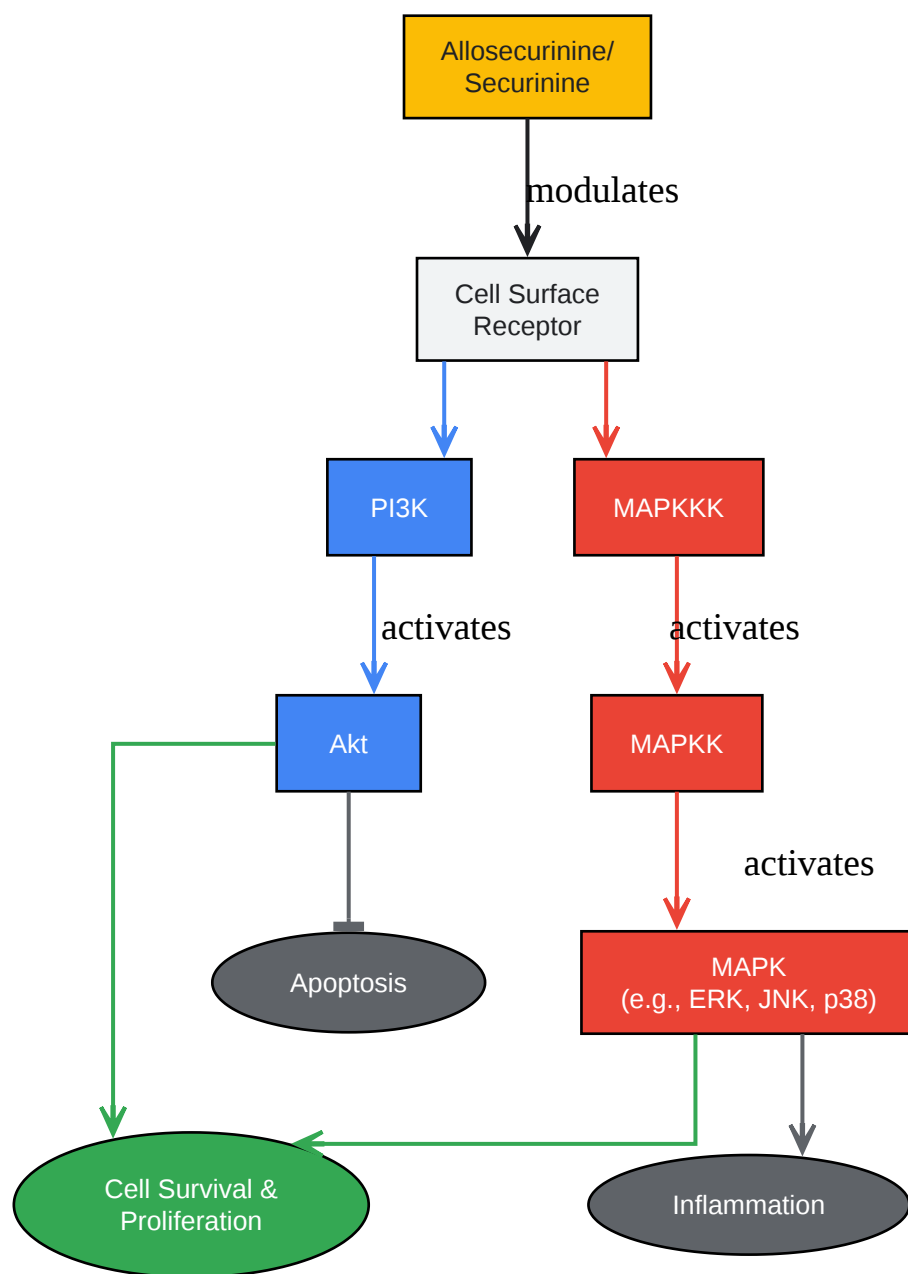 Allosecurinine/
Securinine
modulates
Cell Surface
Receptor
PI3K
MAPKKK
activates
activates
Akt
MAPKK
activates
Apoptosis
MAPK
(e.g., ERK, JNK, p38)
Cell Survival &
Proliferation
Inflammation